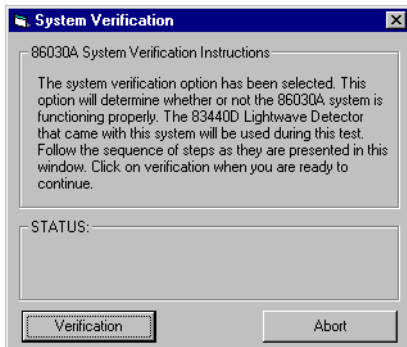 System Verification
86030A System Verification Instructions
The system verification option has been selected. This
option will determine whether or not the 86030A system is
functioning properly. The 83440D Lightwave Detector
that came with this system will be used during this test.
Follow the sequence of steps as they are presented in this
window. Click on verification when you are ready to
continue.
STATUS:
Verification
Abort